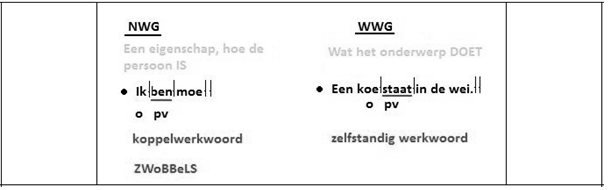 NWG
Een eigenschap, hoe de
persoon IS
• Ik|ben|moe||
o pv
koppelwerkwoord
ZWoBBeLS
WWG
Wat het onderwerp DOET
• Een koe|staat|in de wei.||
o pv
zelfstandig werkwoord